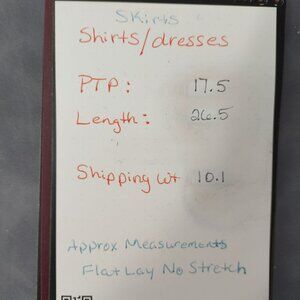 Skirts
Shirts/dresses
PTP: 17.5
Length: 26.5
Shipping wt 10.1
Approx Measurements
Flat Lay No Stretch